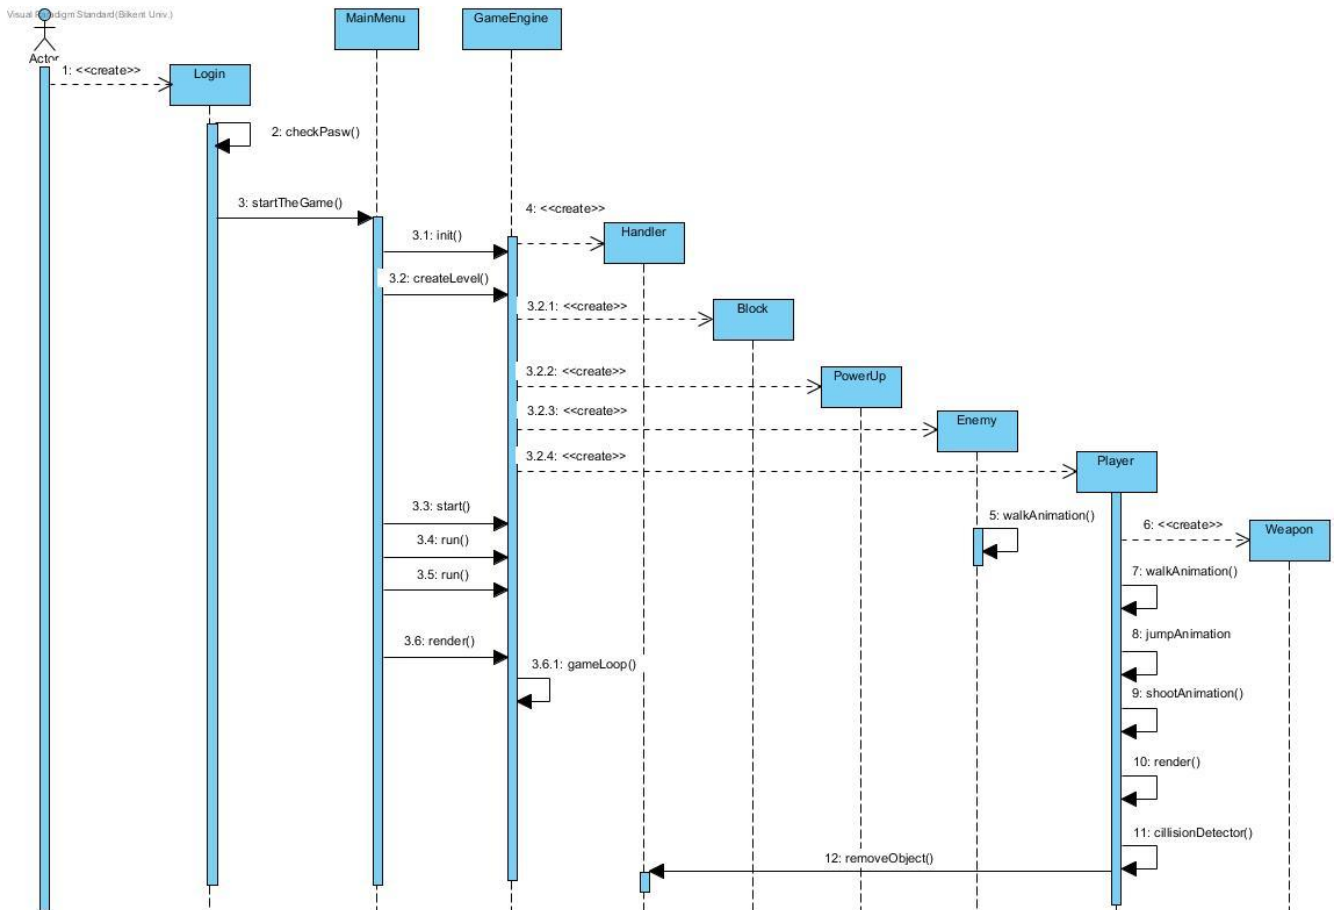 Visual Paradigm Standard(Bilkent Univ.)
MainMenu
GameEngine
Actor
1: <<create>>
Login
2: checkPasw()
3: startTheGame()
4: <<create>>
Handler
3.1: init()
3.2: createLevel()
3.2.1: <<create>>
Block
3.2.2: <<create>>
PowerUp
3.2.3: <<create>>
Enemy
3.2.4: <<create>>
Player
3.3: start()
5: walkAnimation()
6: <<create>>
Weapon
3.4: run()
3.5: run()
7: walkAnimation()
3.6: render()
8: jumpAnimation
3.6.1: gameLoop()
9: shootAnimation()
10: render()
11: cillisionDetector()
12: removeObject()